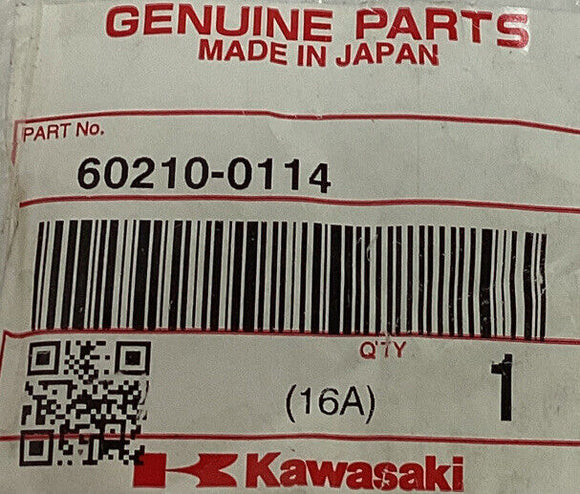 GENUINE PARTS
MADE IN JAPAN
PART No.
60210-0114
Q'TY
(16A) 1
Kawasaki